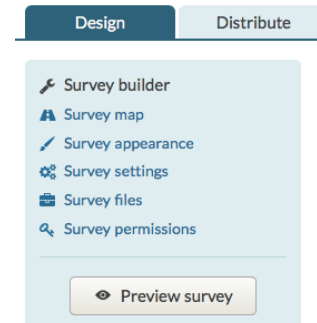 Design Distribute
Survey builder
Survey map
Survey appearance
Survey settings
Survey files
Survey permissions
Preview survey